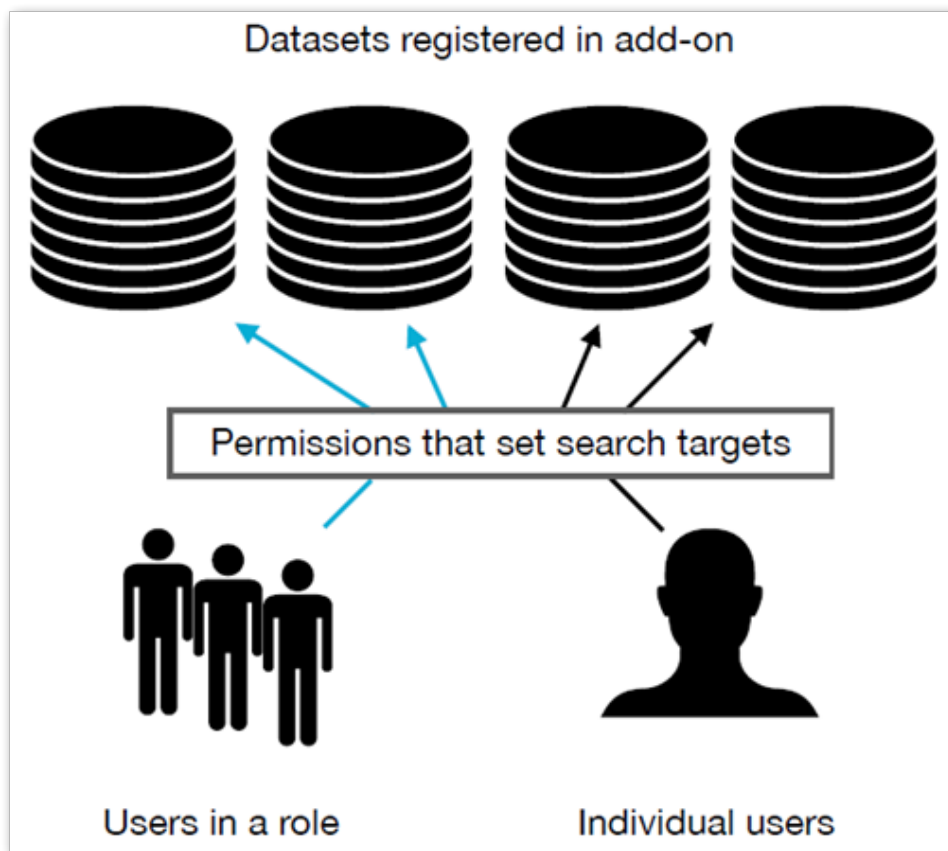 Datasets registered in add-on
Permissions that set search targets
Users in a role
Individual users